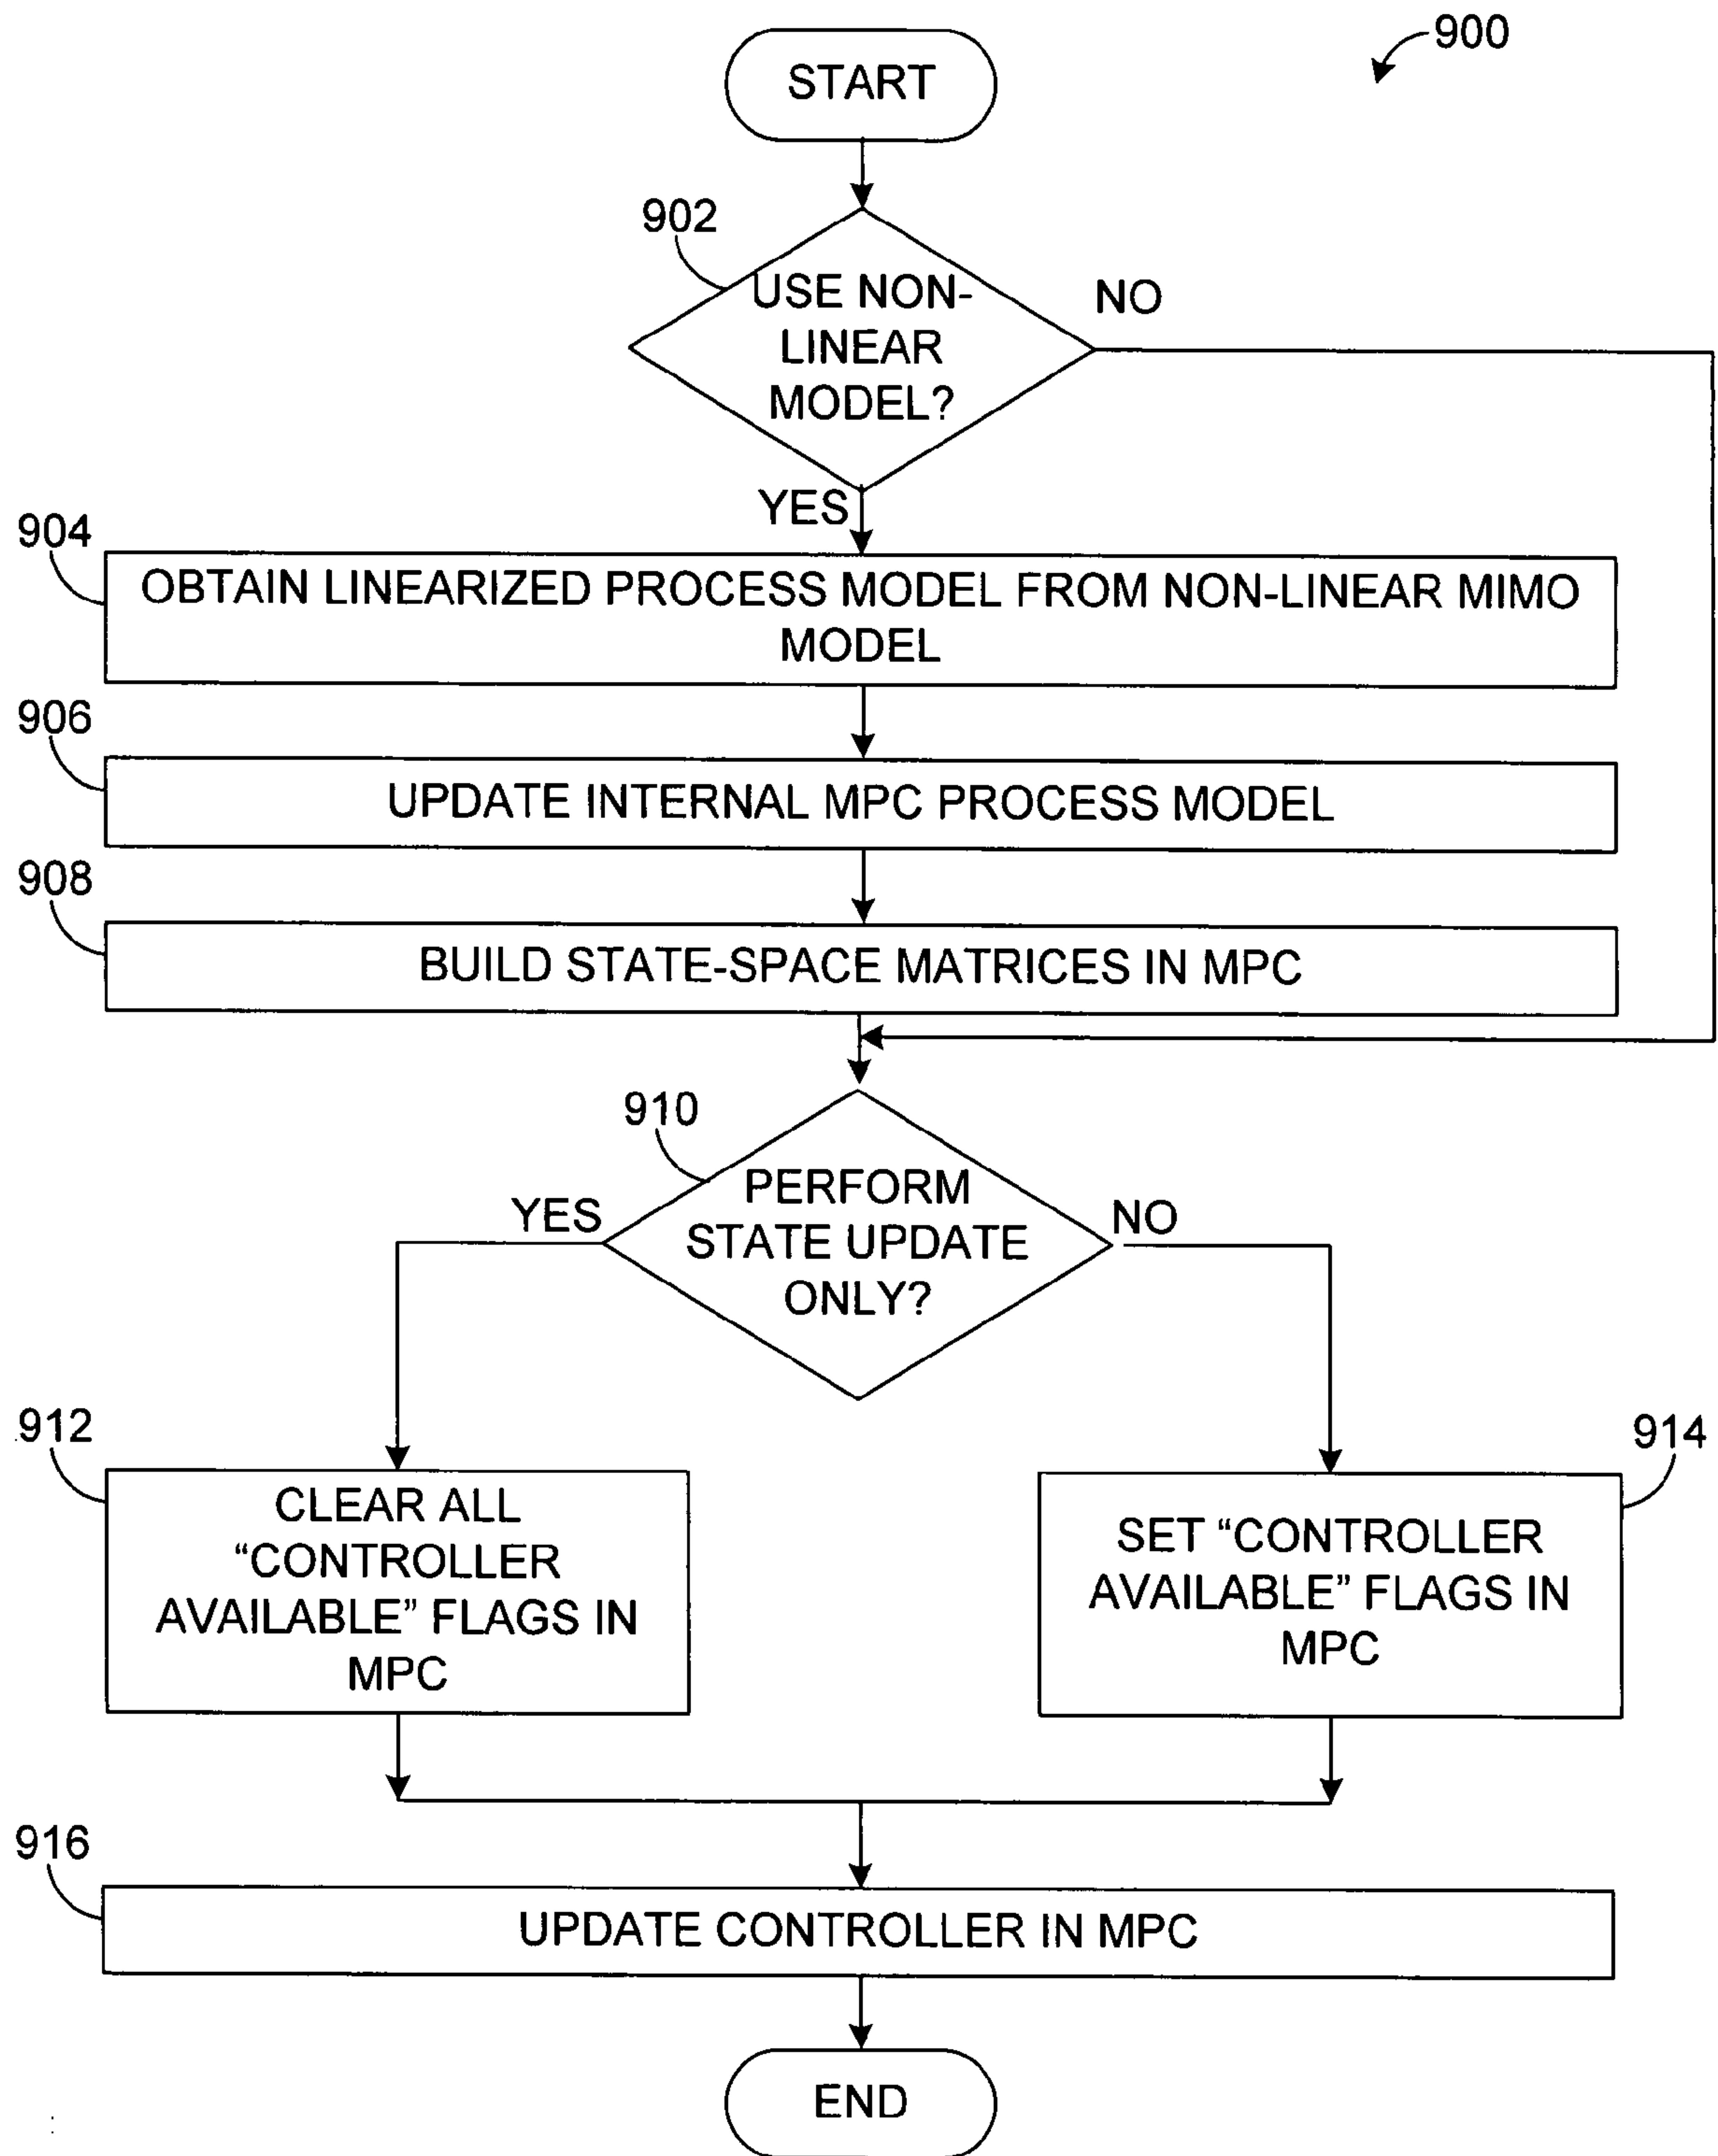 900
START
902
USE NON-
LINEAR
MODEL?
NO
YES
904
OBTAIN LINEARIZED PROCESS MODEL FROM NON-LINEAR MIMO
MODEL
906
UPDATE INTERNAL MPC PROCESS MODEL
908
BUILD STATE-SPACE MATRICES IN MPC
910
PERFORM
STATE UPDATE
ONLY?
YES
NO
912
CLEAR ALL
“CONTROLLER
AVAILABLE” FLAGS IN
MPC
914
SET “CONTROLLER
AVAILABLE” FLAGS IN
MPC
916
UPDATE CONTROLLER IN MPC
END